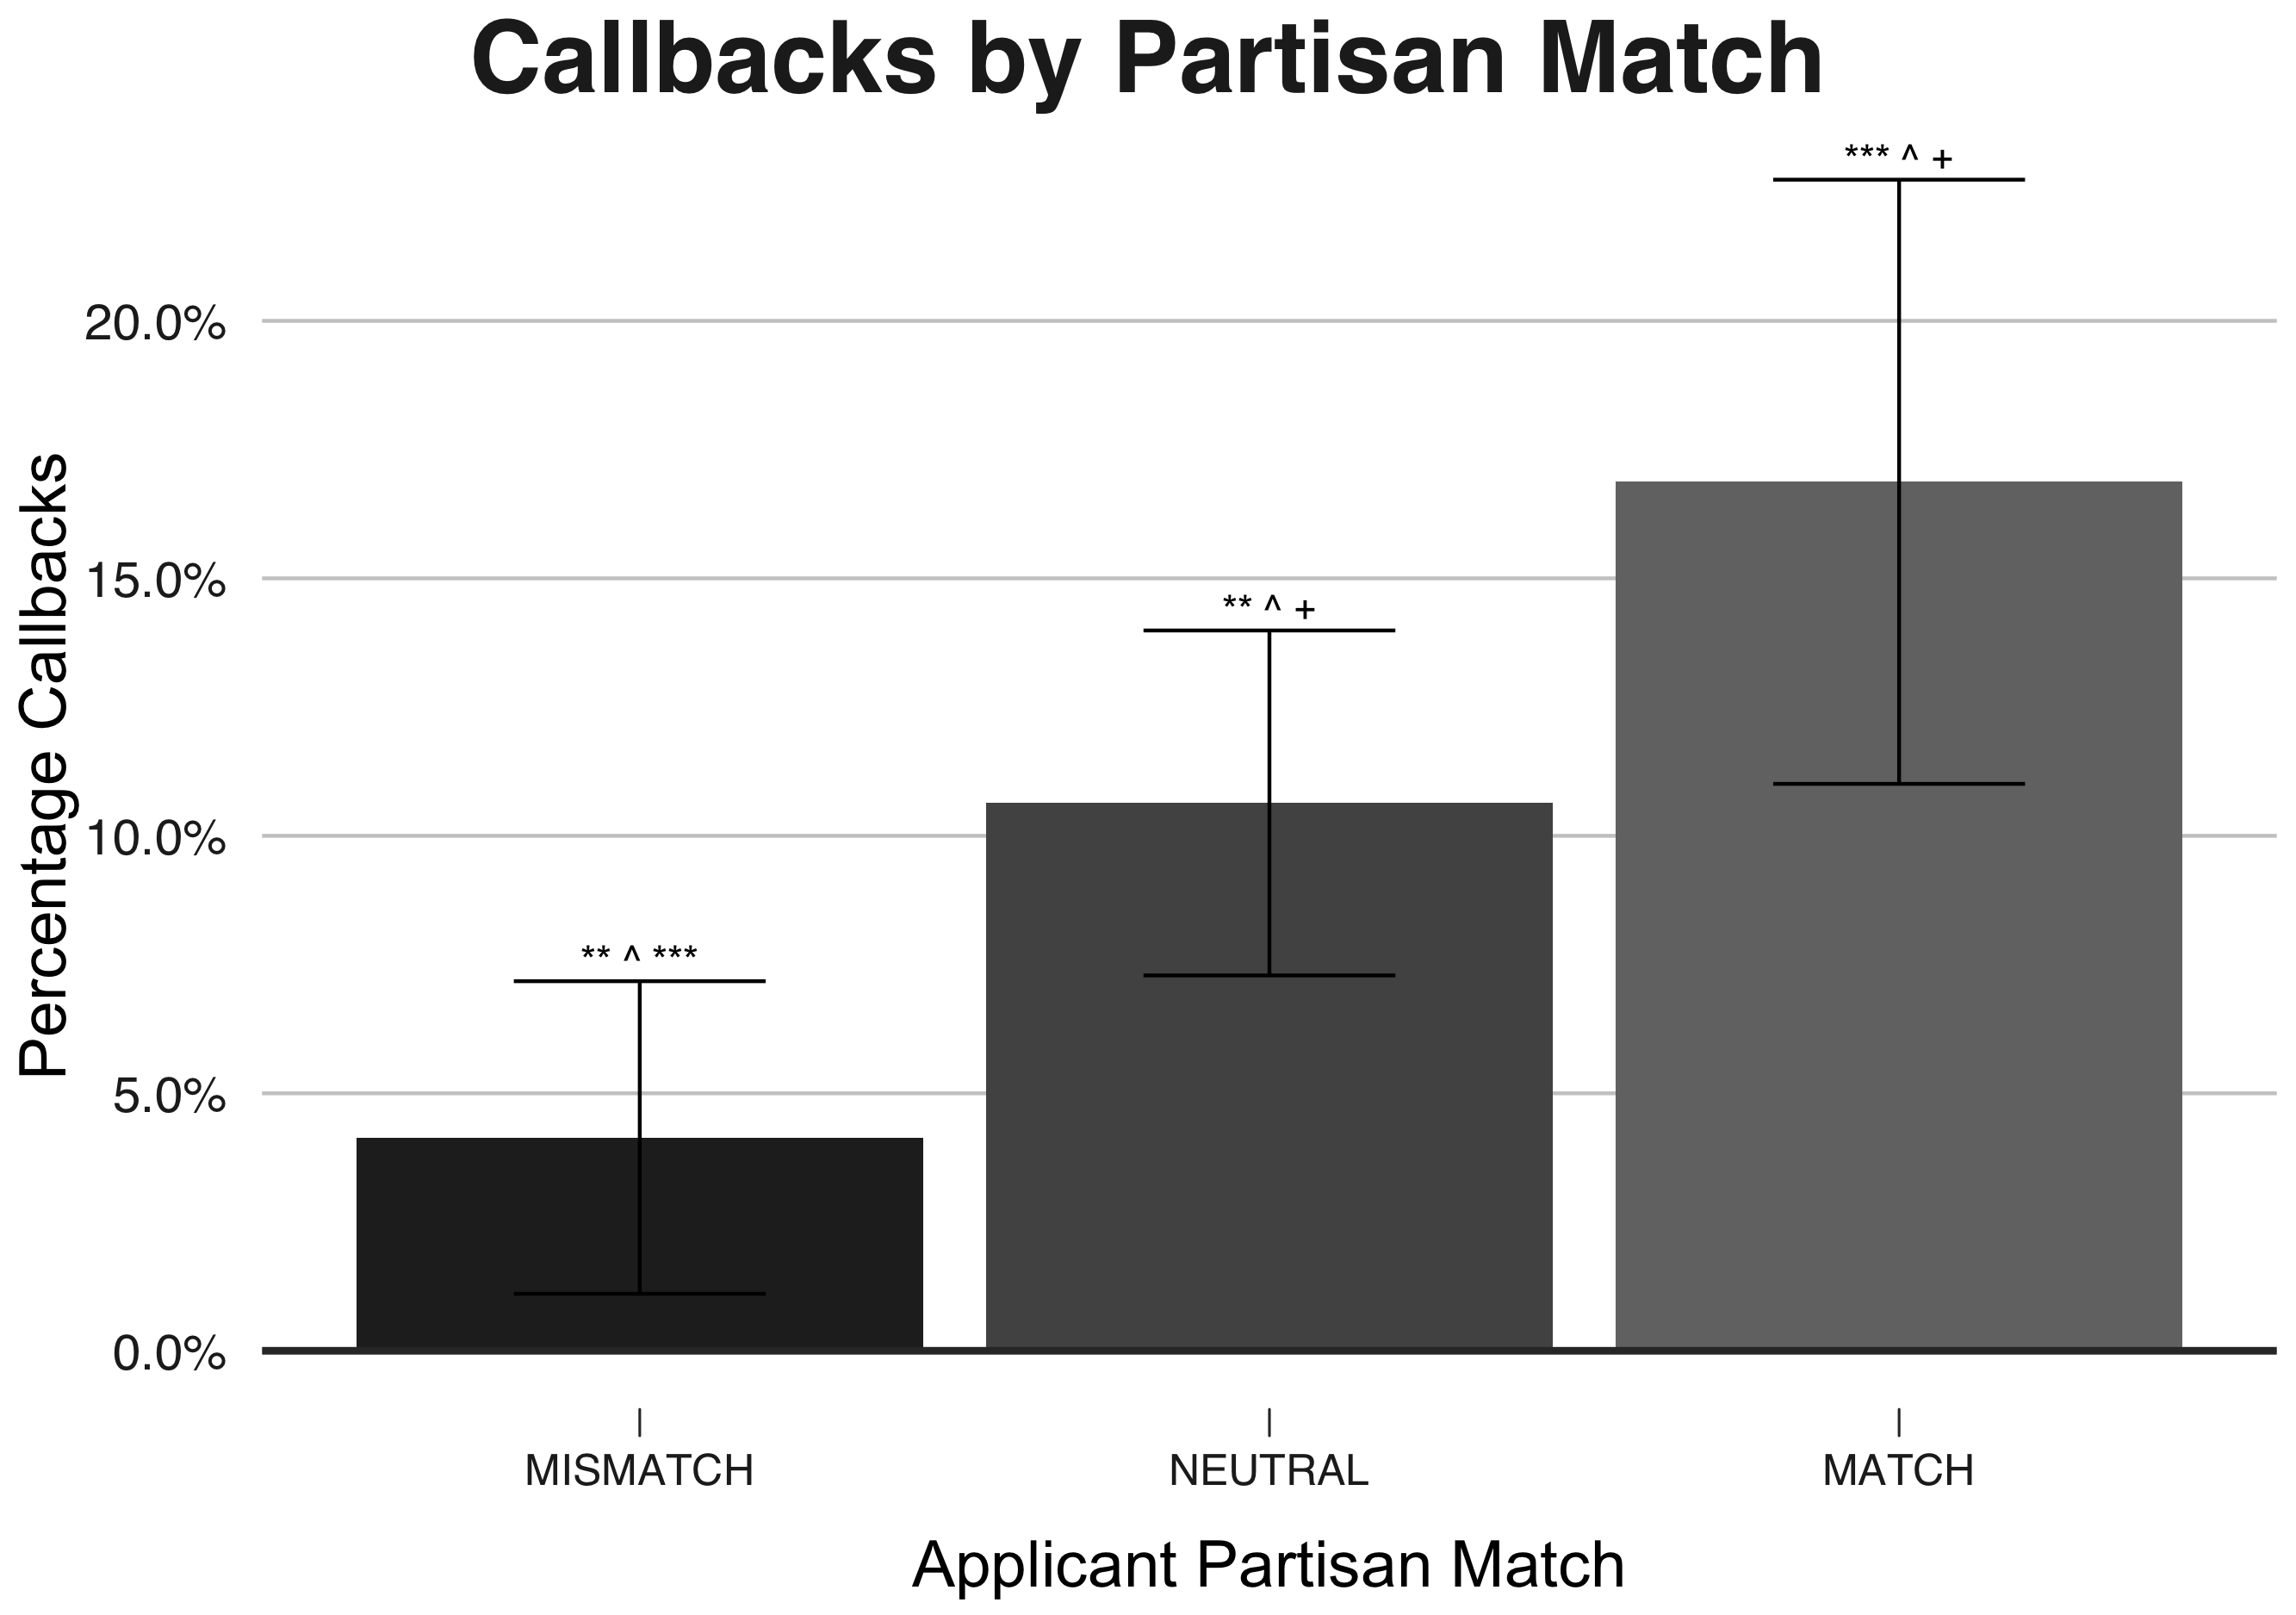 Callbacks by Partisan Match
*** ^ +
20.0%
15.0%
** ^ +
10.0%
** ^ ***
5.0%
0.0%
Percentage Callbacks
MISMATCH
NEUTRAL
MATCH
Applicant Partisan Match